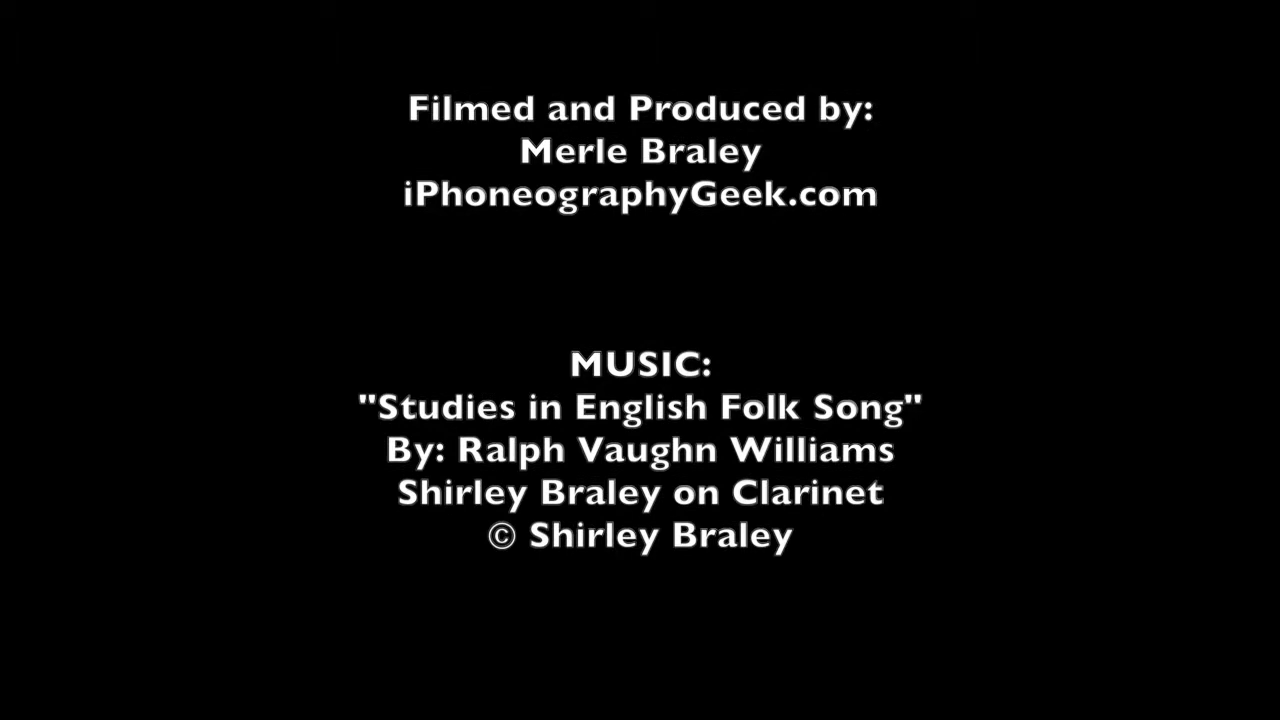 Filmed and Produced by:
Merle Braley
iPhoneographyGeek.com
MUSIC:
"Studies in English Folk Song"
By: Ralph Vaughn Williams
Shirley Braley on Clarinet
© Shirley Braley